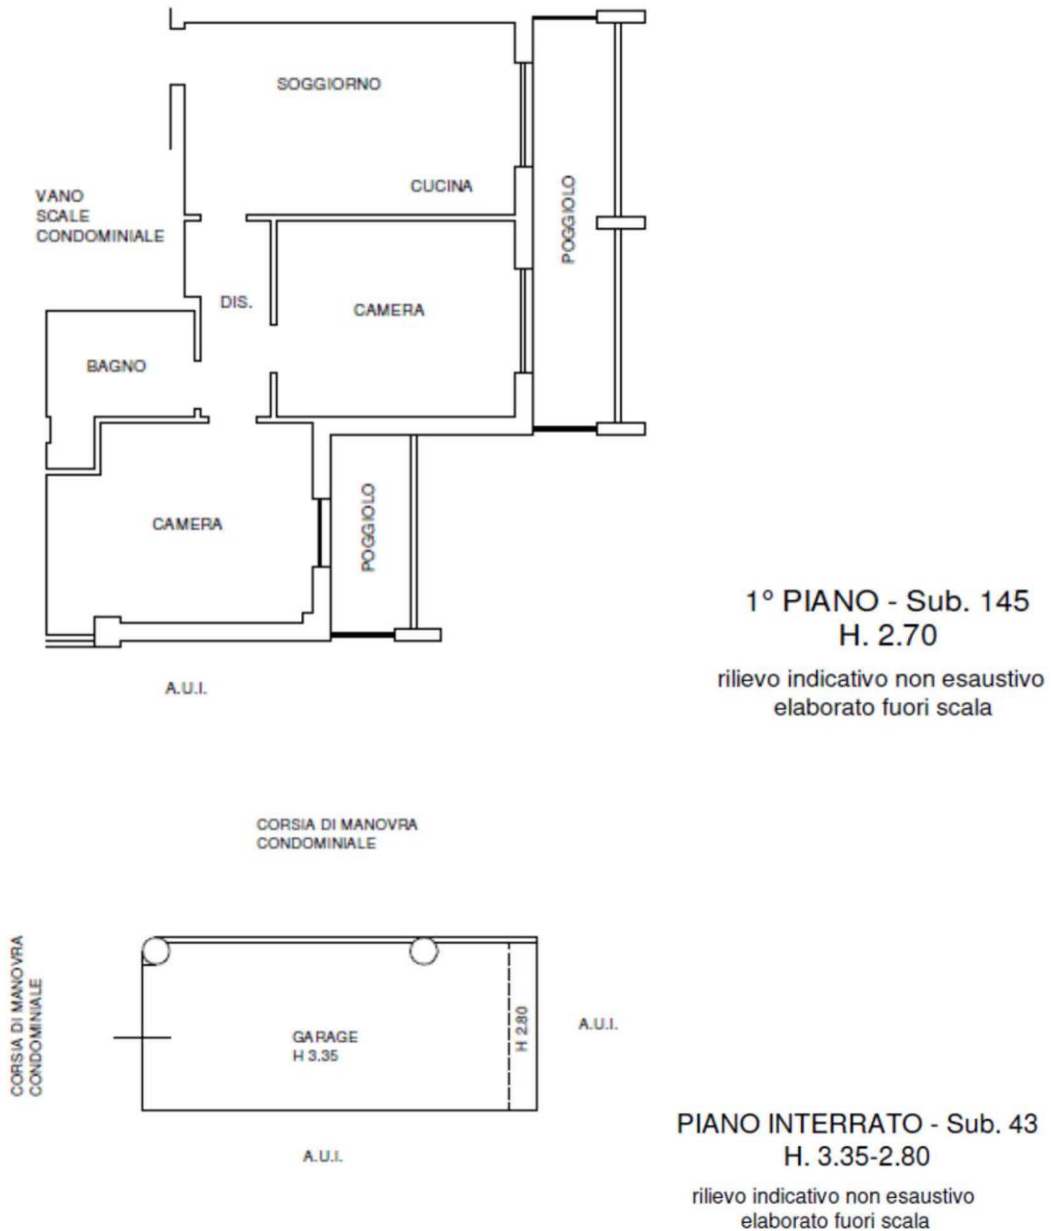 SOGGIORNO
CUCINA
POGGIOLO
VANO
SCALE
CONDOMINIALE
DIS.
CAMERA
BAGNO
CAMERA
POGGIOLO
A.U.I.
1° PIANO - Sub. 145
H. 2.70
rilievo indicativo non esaustivo
elaborato fuori scala
CORSIA DI MANOVRA
CONDOMINIALE
CORSIA DI MANOVRA
CONDOMINIALE
GARAGE
H 3.35
H 2.80
A.U.I.
A.U.I.
PIANO INTERRATO - Sub. 43
H. 3.35-2.80
rilievo indicativo non esaustivo
elaborato fuori scala